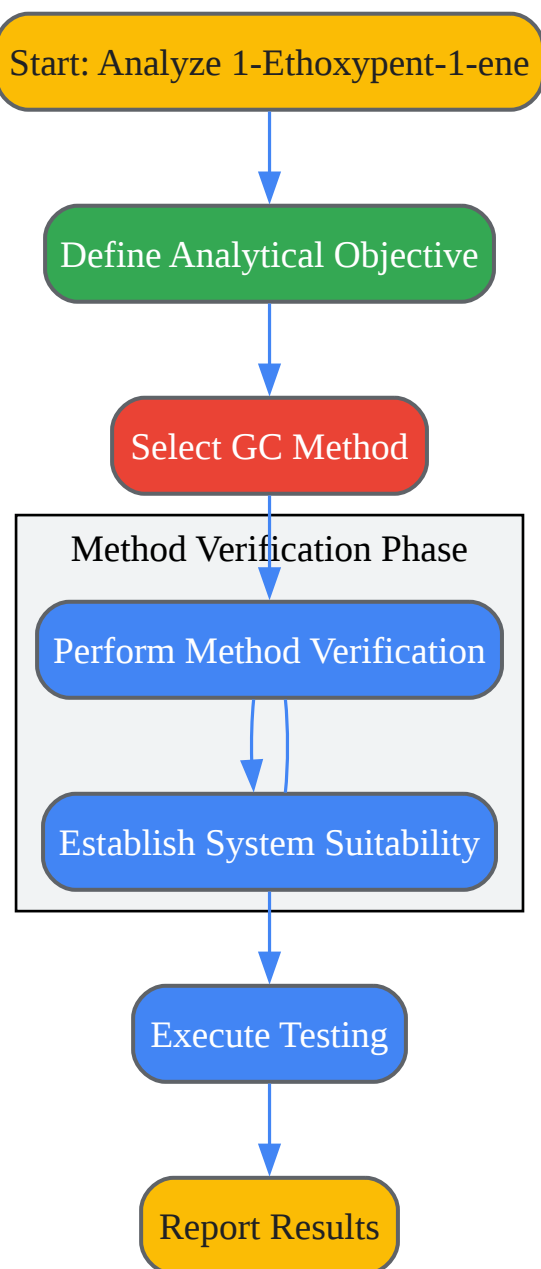 Start: Analyze 1-Ethoxypent-1-ene
Define Analytical Objective
Select GC Method
Method Verification Phase
Perform Method Verification
Establish System Suitability
Execute Testing
Report Results